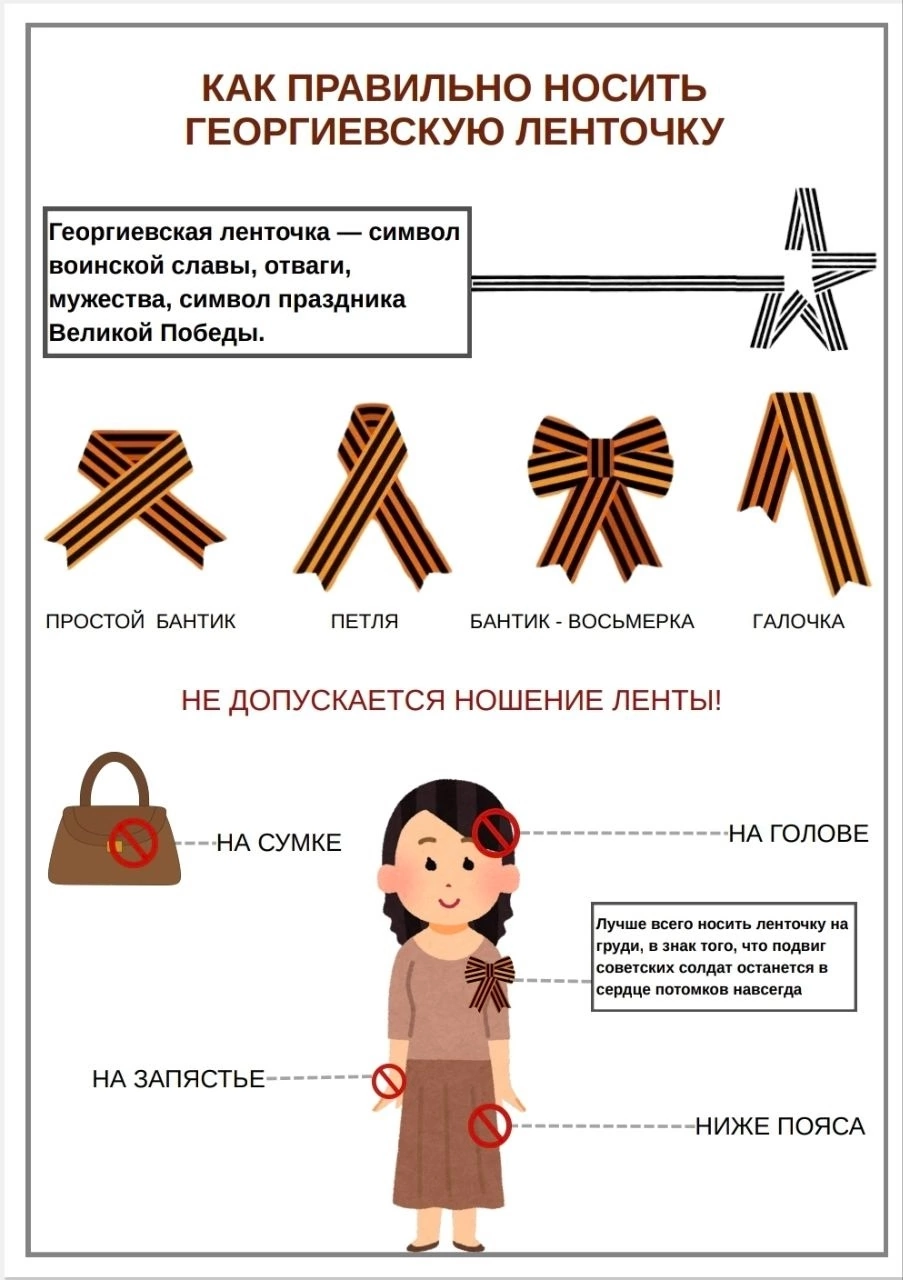 КАК ПРАВИЛЬНО НОСИТЬ
ГЕОРГИЕВСКУЮ ЛЕНТОЧКУ
Георгиевская ленточка — символ
воинской славы, отваги,
мужества, символ праздника
Великой Победы.
ПРОСТОЙ БАНТИК
ПЕТЛЯ
БАНТИК - ВОСЬМЕРКА
ГАЛОЧКА
НЕ ДОПУСКАЕТСЯ НОШЕНИЕ ЛЕНТЫ!
НА СУМКЕ
НА ГОЛОВЕ
Лучше всего носить ленточку на
груди, в знак того, что подвиг
советских солдат останется в
сердце потомков навсегда
НА ЗАПЯСТЬЕ
НИЖЕ ПОЯСА